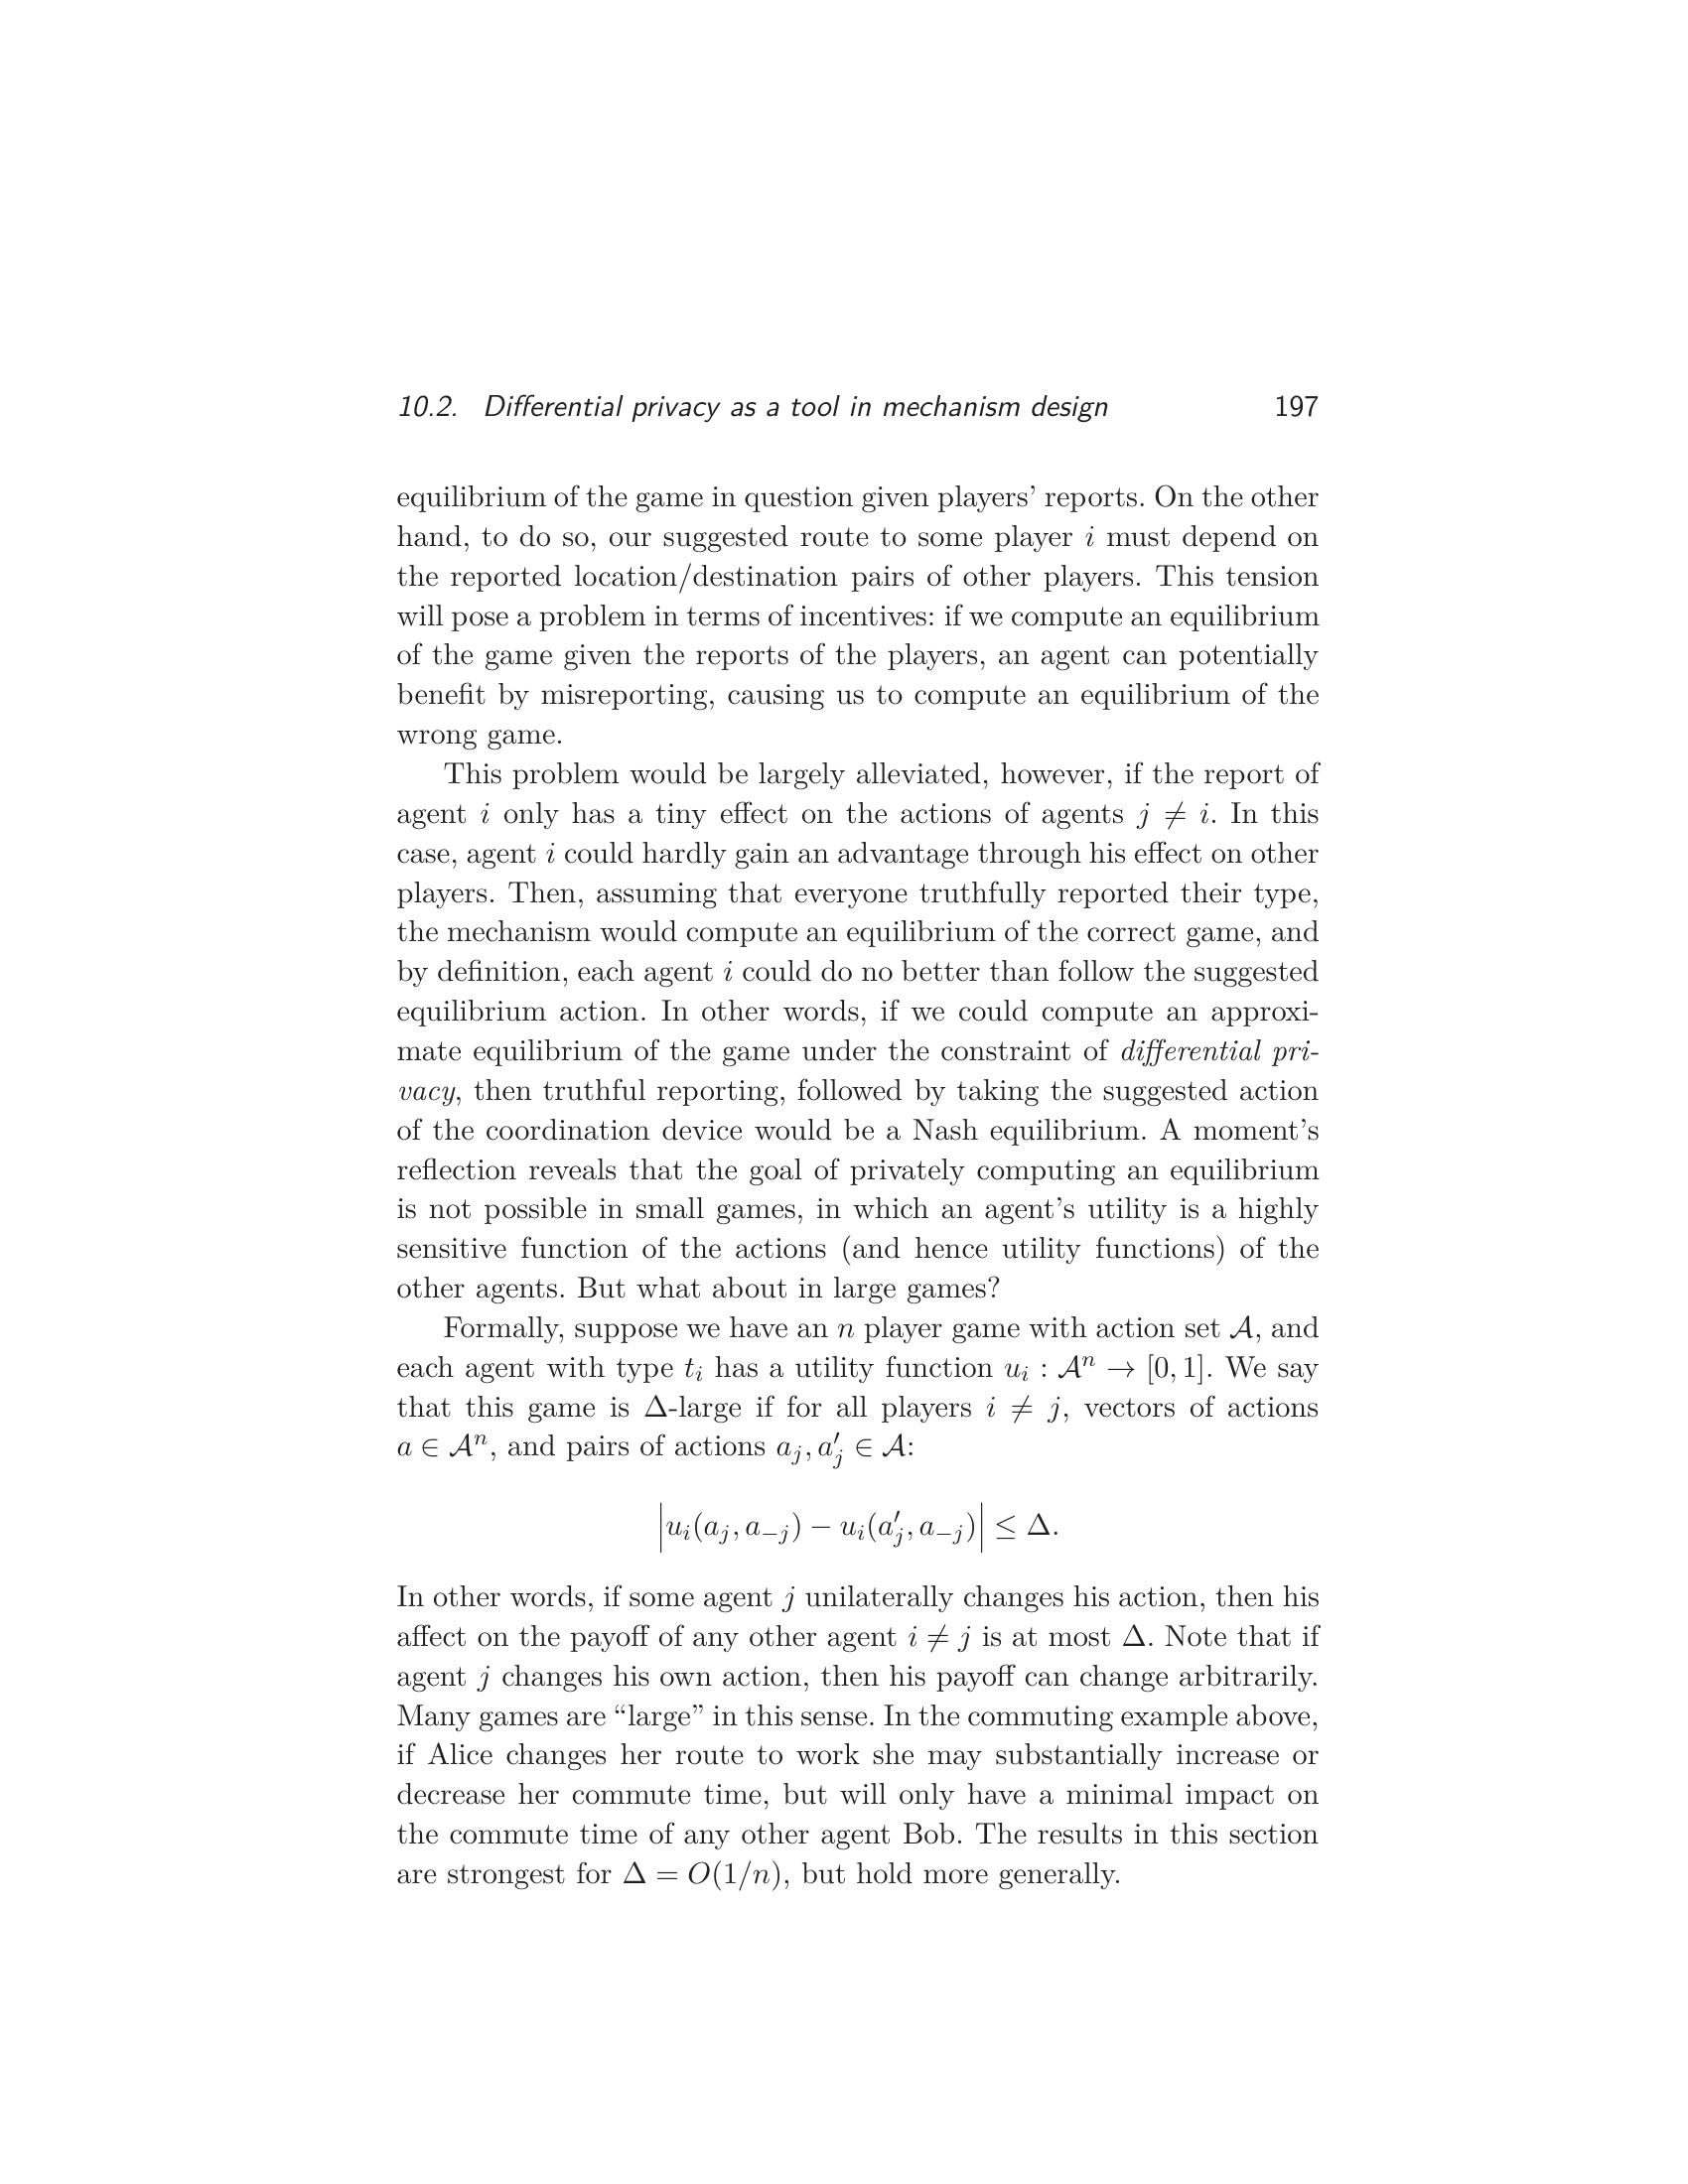 10.2. Differential privacy as a tool in mechanism design 197
equilibrium of the game in question given players’ reports. On the other
hand, to do so, our suggested route to some player i must depend on
the reported location/destination pairs of other players. This tension
will pose a problem in terms of incentives: if we compute an equilibrium
of the game given the reports of the players, an agent can potentially
benefit by misreporting, causing us to compute an equilibrium of the
wrong game.
This problem would be largely alleviated, however, if the report of
agent i only has a tiny effect on the actions of agents j ≠ i. In this
case, agent i could hardly gain an advantage through his effect on other
players. Then, assuming that everyone truthfully reported their type,
the mechanism would compute an equilibrium of the correct game, and
by definition, each agent i could do no better than follow the suggested
equilibrium action. In other words, if we could compute an approxi-
mate equilibrium of the game under the constraint of differential pri-
vacy, then truthful reporting, followed by taking the suggested action
of the coordination device would be a Nash equilibrium. A moment’s
reflection reveals that the goal of privately computing an equilibrium
is not possible in small games, in which an agent’s utility is a highly
sensitive function of the actions (and hence utility functions) of the
other agents. But what about in large games?
Formally, suppose we have an n player game with action set 𝒜, and
each agent with type t_i has a utility function u_i : 𝒜^n → [0, 1]. We say
that this game is Δ-large if for all players i ≠ j, vectors of actions
a ∈ 𝒜^n, and pairs of actions a_j, a′_j ∈ 𝒜:
|u_i(a_j, a_{−j}) − u_i(a′_j, a_{−j})| ≤ Δ.
In other words, if some agent j unilaterally changes his action, then his
affect on the payoff of any other agent i ≠ j is at most Δ. Note that if
agent j changes his own action, then his payoff can change arbitrarily.
Many games are “large” in this sense. In the commuting example above,
if Alice changes her route to work she may substantially increase or
decrease her commute time, but will only have a minimal impact on
the commute time of any other agent Bob. The results in this section
are strongest for Δ = O(1/n), but hold more generally.